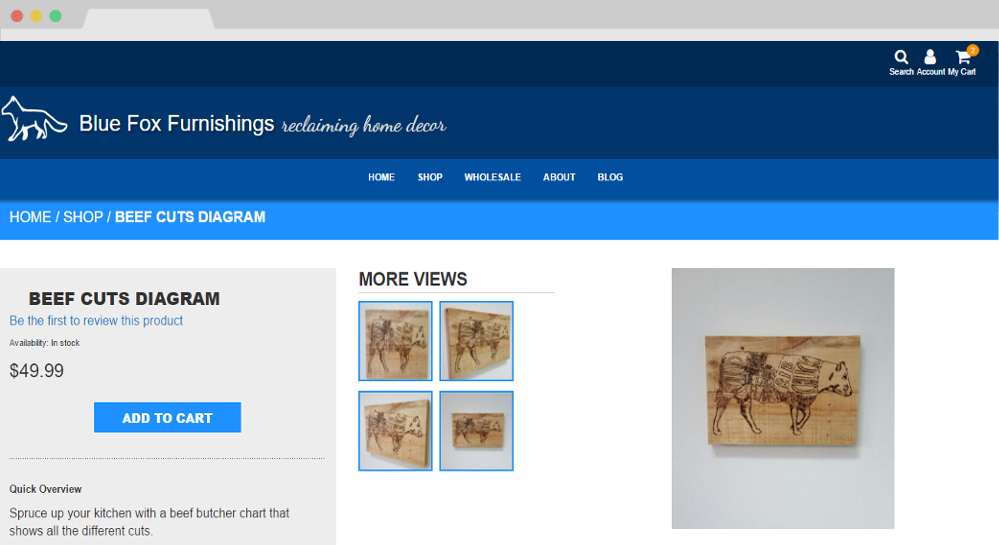 2
Search Account My Cart
Blue Fox Furnishings reclaiming home decor
HOME SHOP WHOLESALE ABOUT BLOG
HOME / SHOP / BEEF CUTS DIAGRAM
BEEF CUTS DIAGRAM
Be the first to review this product
Availability: In stock
$49.99
ADD TO CART
Quick Overview
Spruce up your kitchen with a beef butcher chart that
shows all the different cuts.
MORE VIEWS